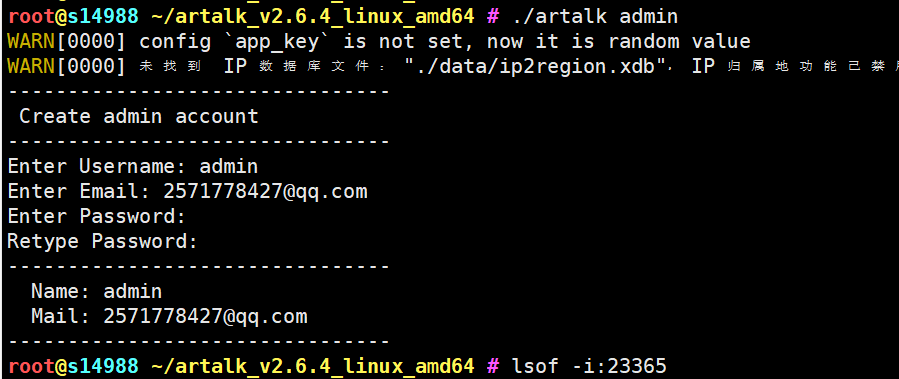 root@s14988 ~/artalk_v2.6.4_linux_amd64 # ./artalk admin
WARN[0000] config `app_key` is not set, now it is random value
WARN[0000] 未找到 IP 数据库文件："./data/ip2region.xdb"，IP 归属地功能已禁
--------------------------------
 Create admin account
--------------------------------
Enter Username: admin
Enter Email: 2571778427@qq.com
Enter Password:
Retype Password:
--------------------------------
  Name: admin
  Mail: 2571778427@qq.com
--------------------------------
root@s14988 ~/artalk_v2.6.4_linux_amd64 # lsof -i:23365